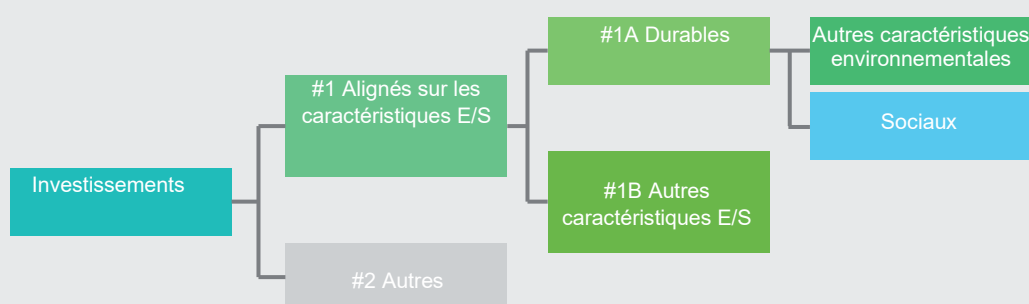 Investissements
#1 Alignés sur les
caractéristiques E/S
#2 Autres
#1A Durables
#1B Autres
caractéristiques E/S
Autres caractéristiques
environnementales
Sociaux